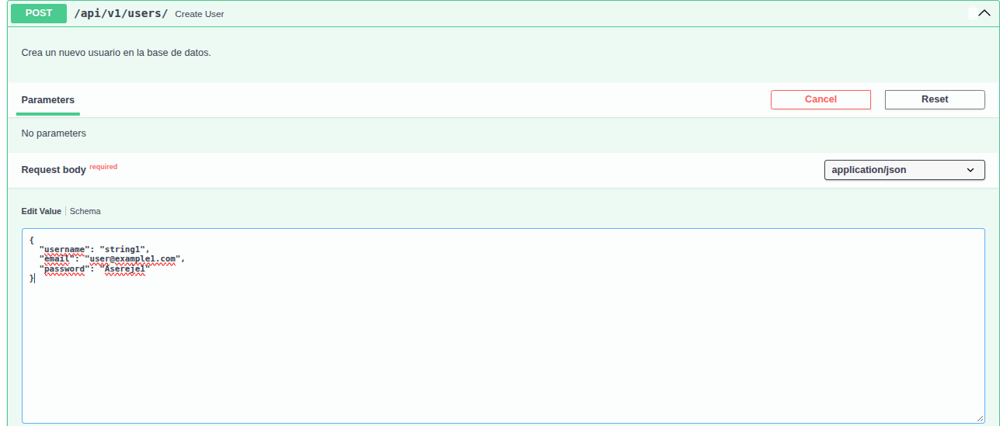 POST /api/v1/users/ Create User
Crea un nuevo usuario en la base de datos.
Parameters Cancel Reset
No parameters
Request body required application/json
Edit Value Schema
{
"username": "string1",
"email": "user@example1.com",
"password": "Asereje1"
}